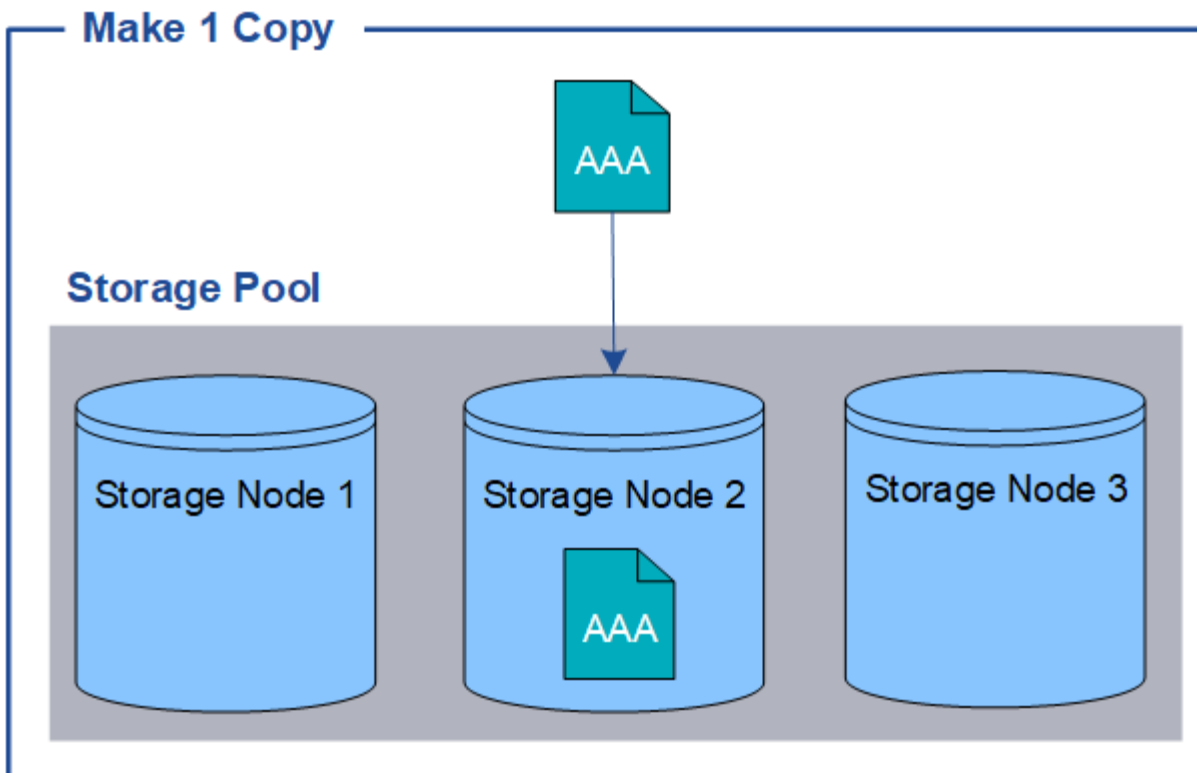 Make 1 Copy
AAA
Storage Pool
Storage Node 1
Storage Node 2
Storage Node 3
AAA